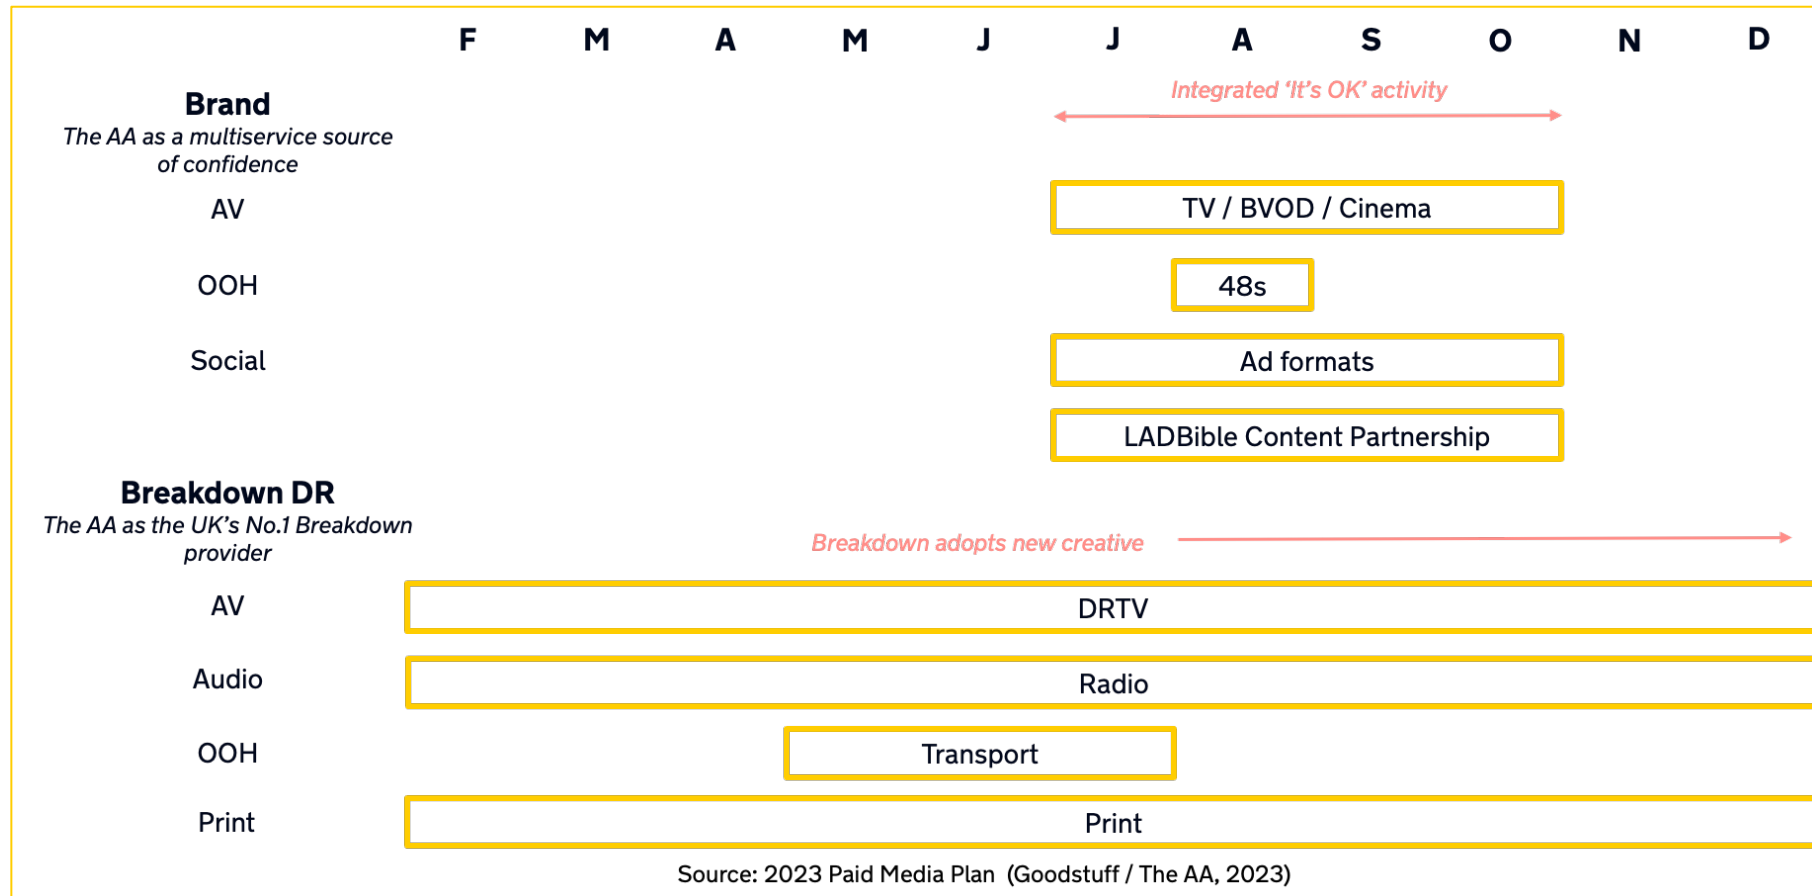 F M A M J J A S O N D
Integrated ‘It’s OK’ activity
Brand
The AA as a multiservice source
of confidence
AV
TV / BVOD / Cinema
OOH
48s
Social
Ad formats
LADBible Content Partnership
Breakdown DR
The AA as the UK’s No.1 Breakdown
provider
Breakdown adopts new creative
AV
DRTV
Audio
Radio
OOH
Transport
Print
Print
Source: 2023 Paid Media Plan (Goodstuff / The AA, 2023)